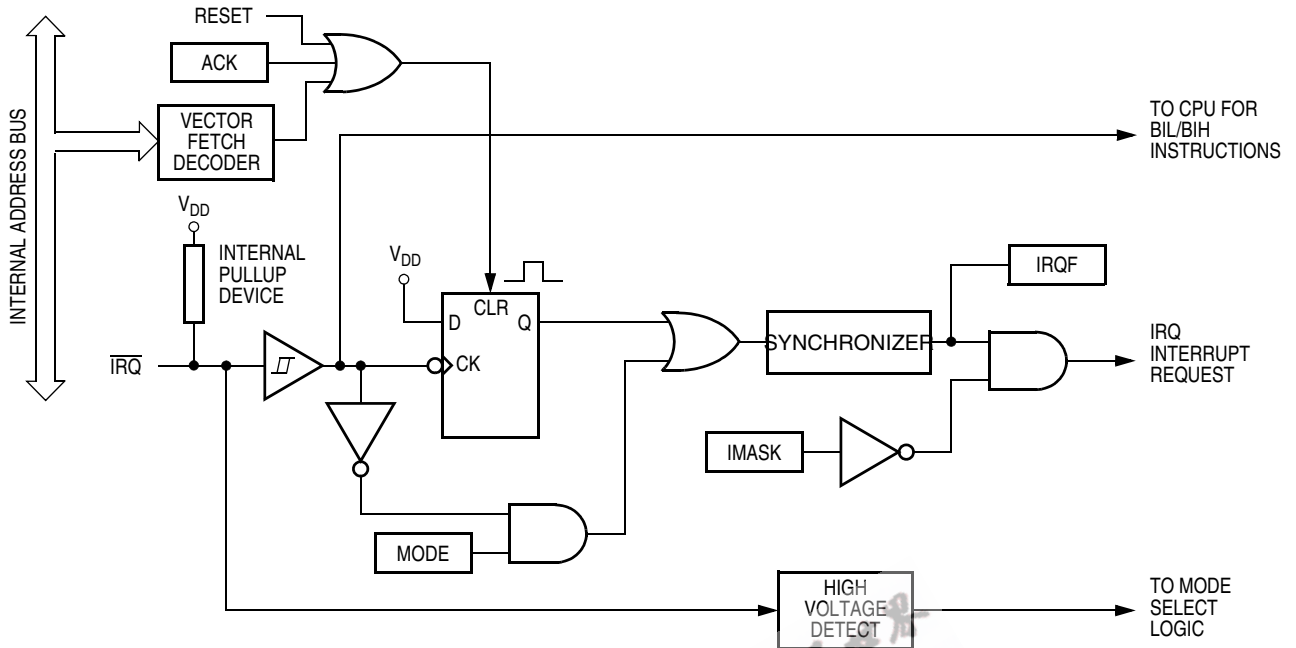 RESET
ACK
VECTOR
FETCH
DECODER
INTERNAL ADDRESS BUS
TO CPU FOR
BIL/BIH
INSTRUCTIONS
VDD
INTERNAL
PULLUP
DEVICE
VDD
CLR
D
Q
CK
IRQ
SYNCHRONIZER
IRQF
IRQ
INTERRUPT
REQUEST
IMASK
MODE
HIGH
VOLTAGE
DETECT
TO MODE
SELECT
LOGIC